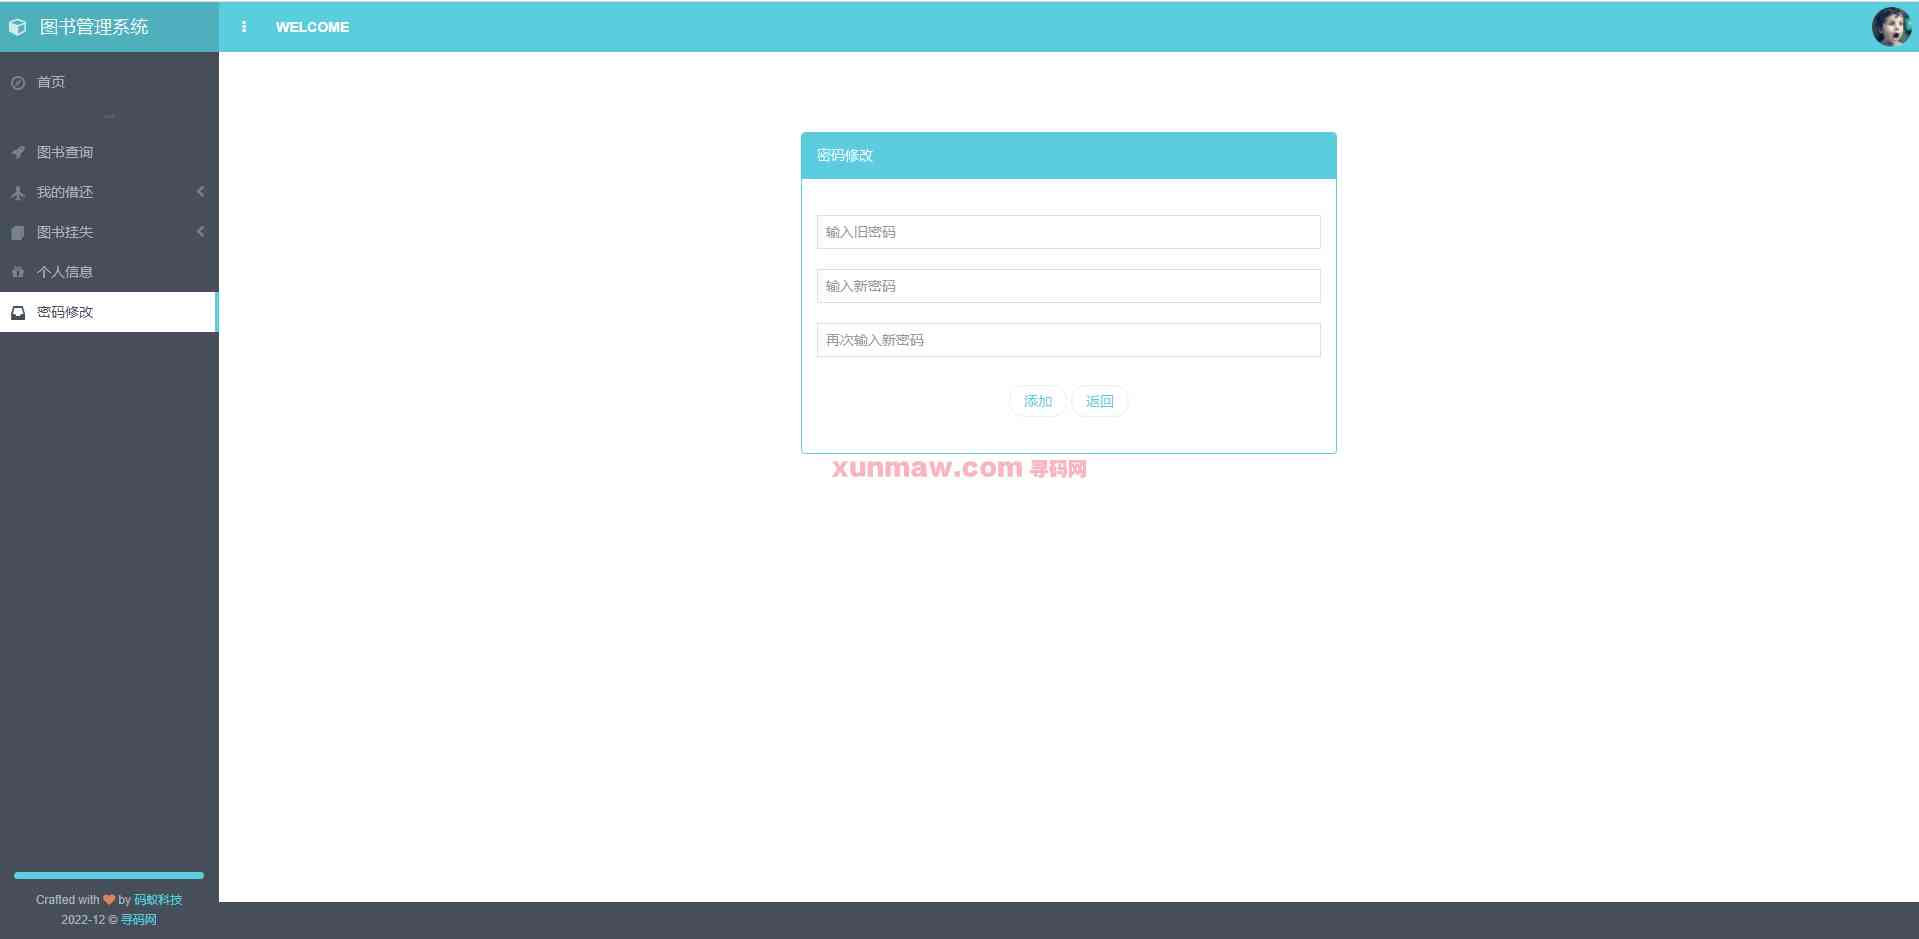 图书管理系统
WELCOME
首页
图书查询
我的借还
图书挂失
个人信息
密码修改
密码修改
输入旧密码
输入新密码
再次输入新密码
添加 返回
xunmaw.com 寻码网
Crafted with by 码蚁科技
2022-12 © 寻码网